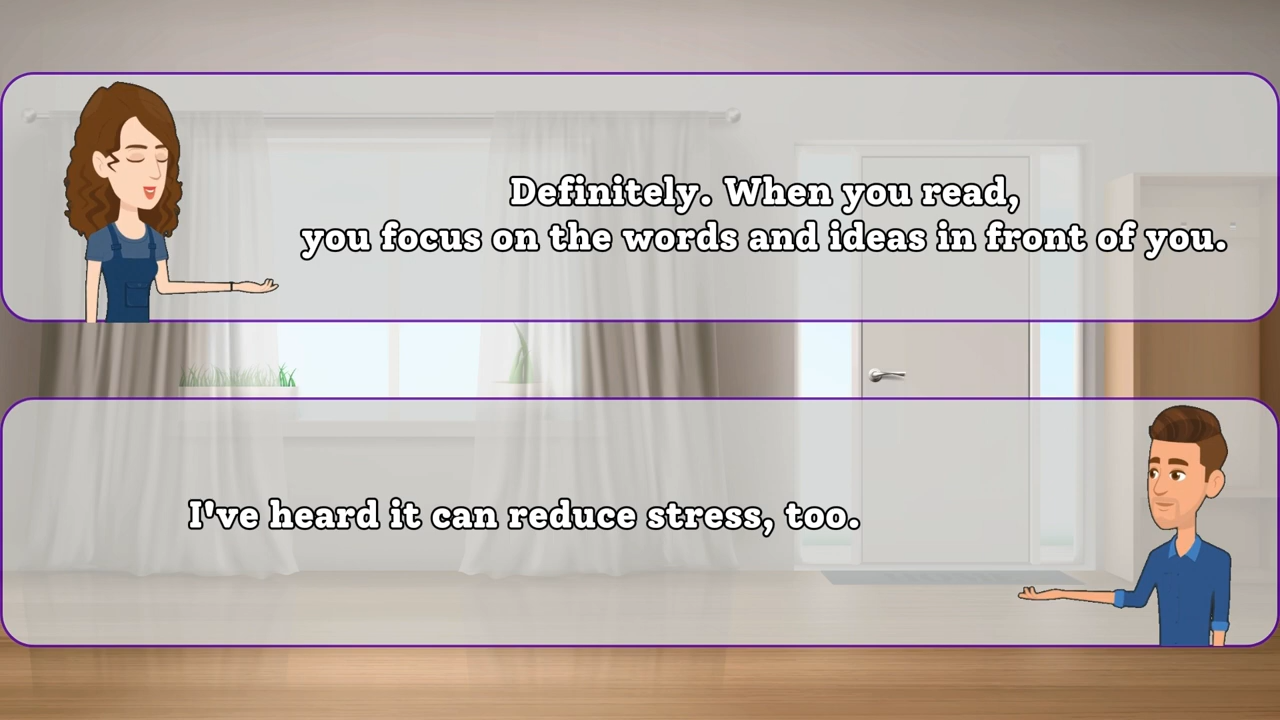 Definitely. When you read,
you focus on the words and ideas in front of you.
I've heard it can reduce stress, too.